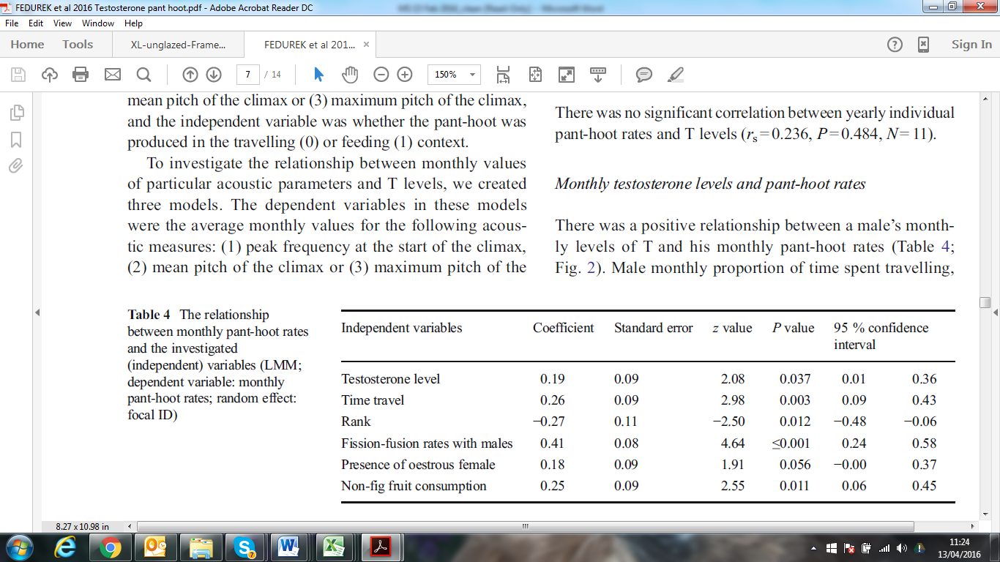 FEDUREK et al 2016 Testosterone pant hoot.pdf - Adobe Acrobat Reader DC
File Edit View Window Help
Home Tools XL-unglazed-Frame... FEDUREK et al 201... × Sign In
7 / 14 150%
mean pitch of the climax or (3) maximum pitch of the climax,
and the independent variable was whether the pant-hoot was
produced in the travelling (0) or feeding (1) context.
To investigate the relationship between monthly values
of particular acoustic parameters and T levels, we created
three models. The dependent variables in these models
were the average monthly values for the following acous-
tic measures: (1) peak frequency at the start of the climax,
(2) mean pitch of the climax or (3) maximum pitch of the
There was no significant correlation between yearly individual
pant-hoot rates and T levels (rs=0.236, P=0.484, N=11).
Monthly testosterone levels and pant-hoot rates
There was a positive relationship between a male's month-
ly levels of T and his monthly pant-hoot rates (Table 4;
Fig. 2). Male monthly proportion of time spent travelling,
Table 4 The relationship
between monthly pant-hoot rates
and the investigated
(independent) variables (LMM;
dependent variable: monthly
pant-hoot rates; random effect:
focal ID)
Independent variables Coefficient Standard error z value P value 95 % confidence
interval
Testosterone level 0.19 0.09 2.08 0.037 0.01 0.36
Time travel 0.26 0.09 2.98 0.003 0.09 0.43
Rank −0.27 0.11 −2.50 0.012 −0.48 −0.06
Fission-fusion rates with males 0.41 0.08 4.64 ≤0.001 0.24 0.58
Presence of oestrous female 0.18 0.09 1.91 0.056 −0.00 0.37
Non-fig fruit consumption 0.25 0.09 2.55 0.011 0.06 0.45
8.27 x 10.98 in
11:24
13/04/2016